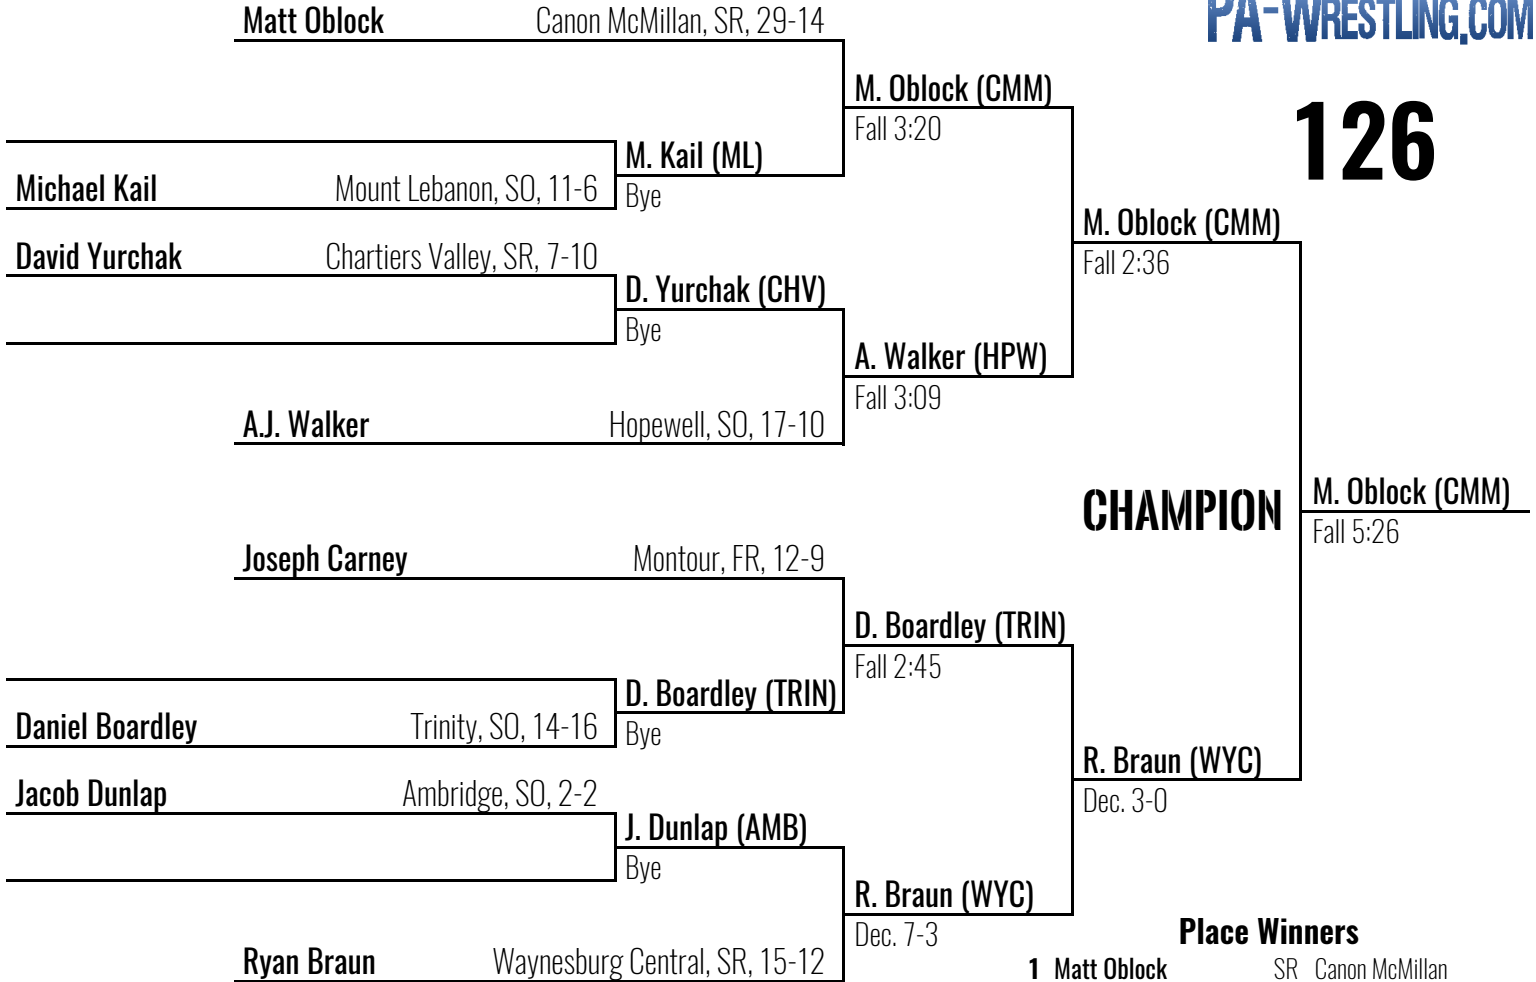 Matt Oblock Canon McMillan, SR, 29-14
PA-WRESTLING.COM
M. Oblock (CMM)
Fall 3:20
126
M. Kail (ML)
Bye
Michael Kail Mount Lebanon, SO, 11-6
M. Oblock (CMM)
Fall 2:36
David Yurchak Chartiers Valley, SR, 7-10
D. Yurchak (CHV)
Bye
A. Walker (HPW)
Fall 3:09
A.J. Walker Hopewell, SO, 17-10
CHAMPION
M. Oblock (CMM)
Fall 5:26
Joseph Carney Montour, FR, 12-9
D. Boardley (TRIN)
Fall 2:45
D. Boardley (TRIN)
Bye
Daniel Boardley Trinity, SO, 14-16
R. Braun (WYC)
Dec. 3-0
Jacob Dunlap Ambridge, SO, 2-2
J. Dunlap (AMB)
Bye
R. Braun (WYC)
Dec. 7-3
Ryan Braun Waynesburg Central, SR, 15-12
Place Winners
1 Matt Oblock SR Canon McMillan